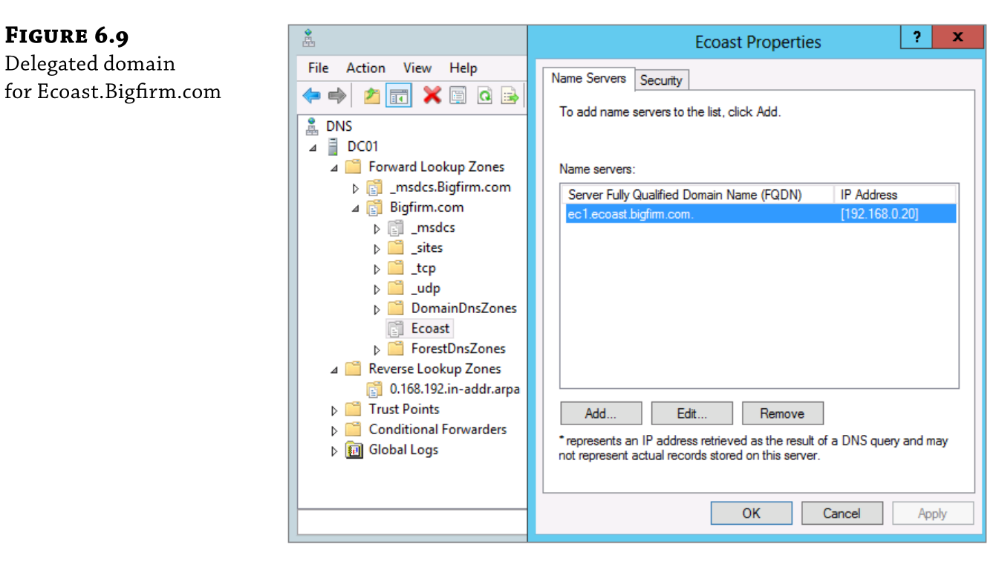 FIGURE 6.9
Delegated domain
for Ecoast.Bigfirm.com
File Action View Help
DNS
DC01
Forward Lookup Zones
_msdcs.Bigfirm.com
Bigfirm.com
_msdcs
_sites
_tcp
_udp
DomainDnsZones
Ecoast
ForestDnsZones
Reverse Lookup Zones
0.168.192.in-addr.arpa
Trust Points
Conditional Forwarders
Global Logs
Ecoast Properties
? x
Name Servers Security
To add name servers to the list, click Add.
Name servers:
Server Fully Qualified Domain Name (FQDN) IP Address
ec1.ecoast.bigfirm.com. [192.168.0.20]
Add... Edit... Remove
* represents an IP address retrieved as the result of a DNS query and may
not represent actual records stored on this server.
OK Cancel Apply